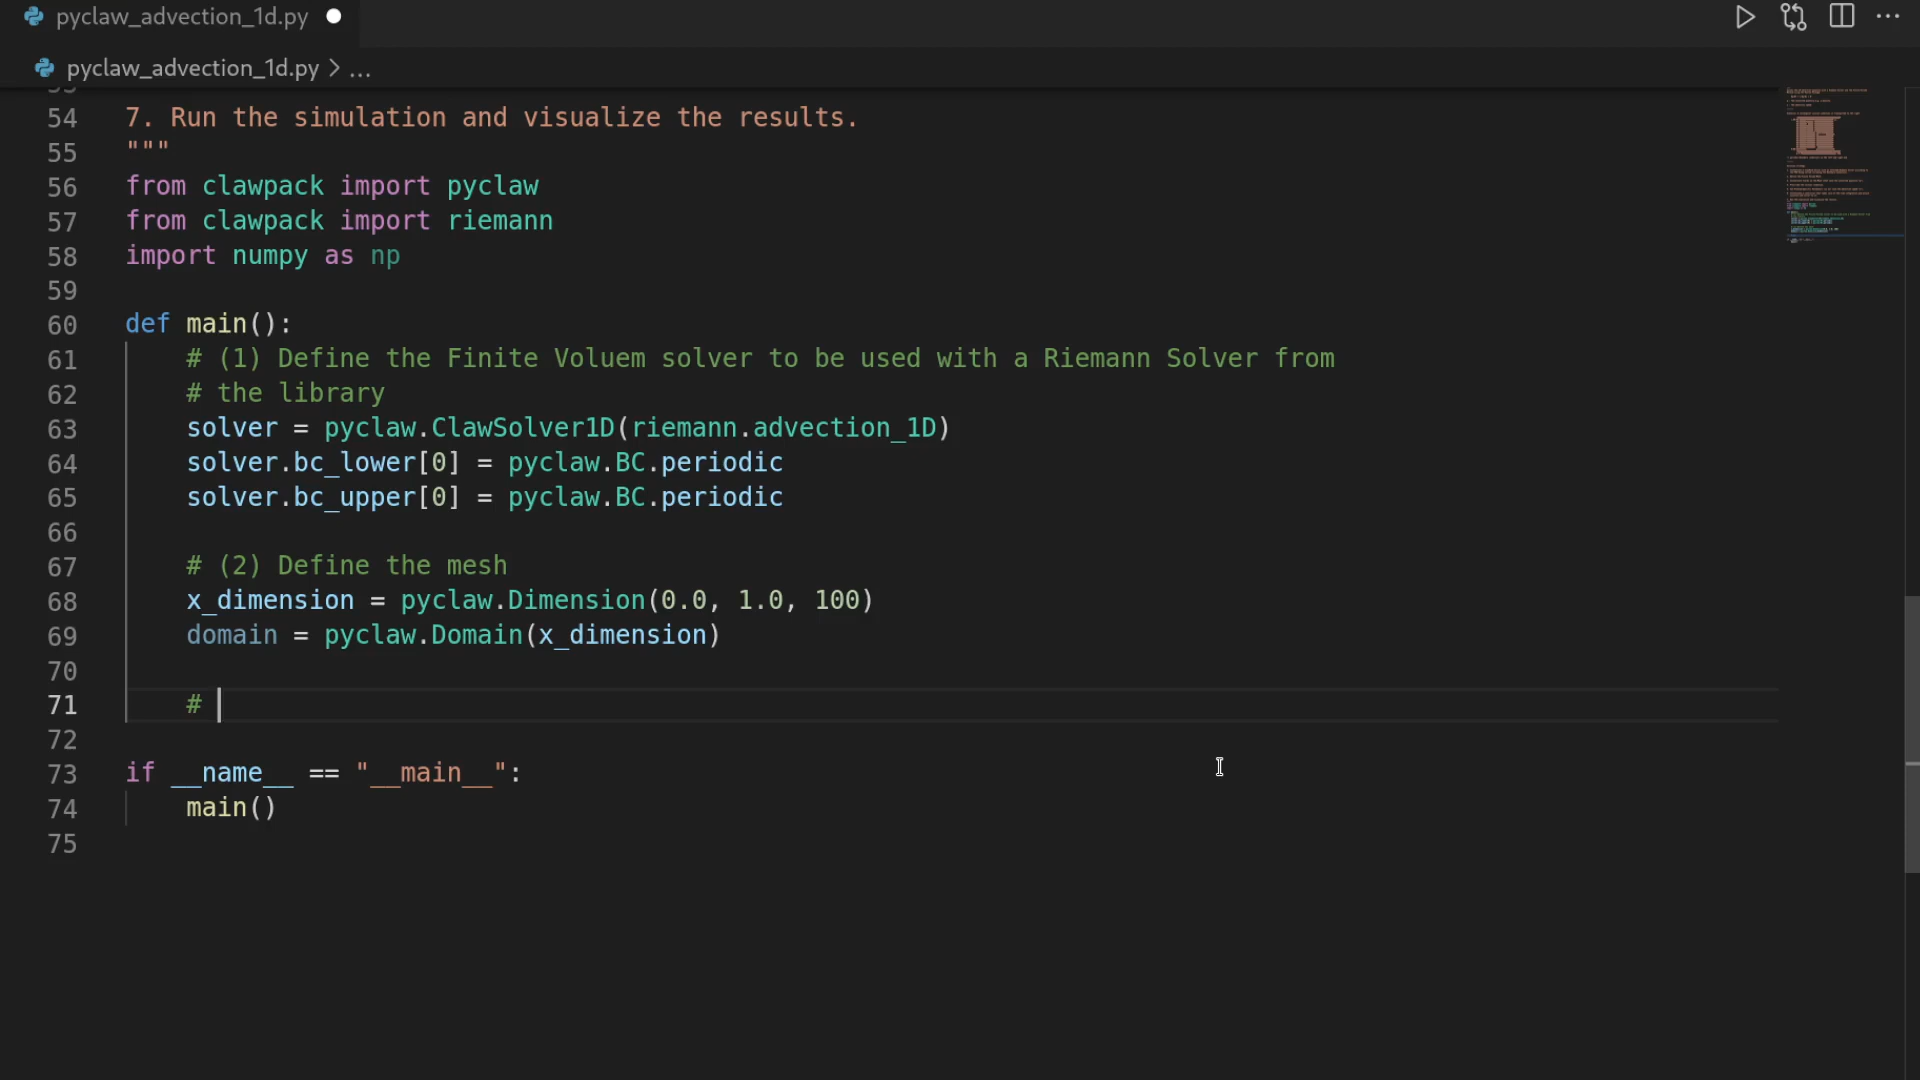 pyclaw_advection_1d.py
pyclaw_advection_1d.py > ...
54 7. Run the simulation and visualize the results.
55 """
56 from clawpack import pyclaw
57 from clawpack import riemann
58 import numpy as np
59
60 def main():
61 # (1) Define the Finite Voluem solver to be used with a Riemann Solver from
62 # the library
63 solver = pyclaw.ClawSolver1D(riemann.advection_1D)
64 solver.bc_lower[0] = pyclaw.BC.periodic
65 solver.bc_upper[0] = pyclaw.BC.periodic
66
67 # (2) Define the mesh
68 x_dimension = pyclaw.Dimension(0.0, 1.0, 100)
69 domain = pyclaw.Domain(x_dimension)
70
71 #
72
73 if __name__ == "__main__":
74 main()
75